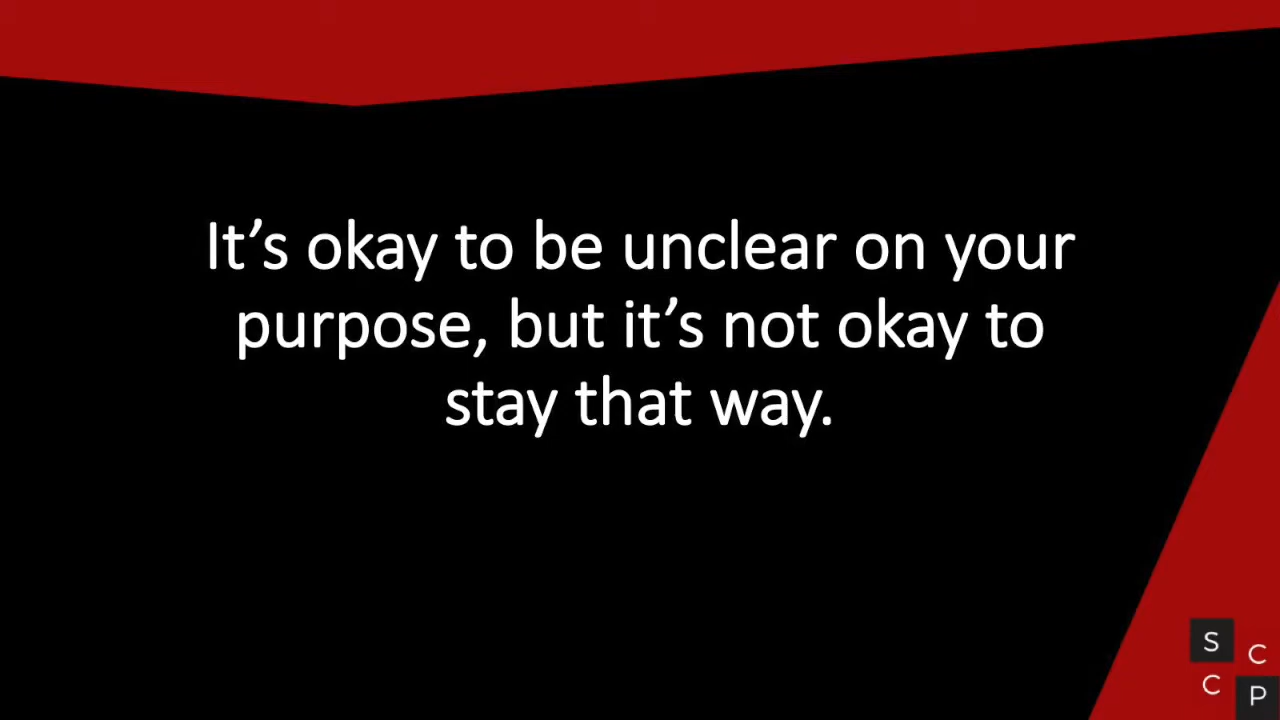 It’s okay to be unclear on your
purpose, but it’s not okay to
stay that way.
S C
C P